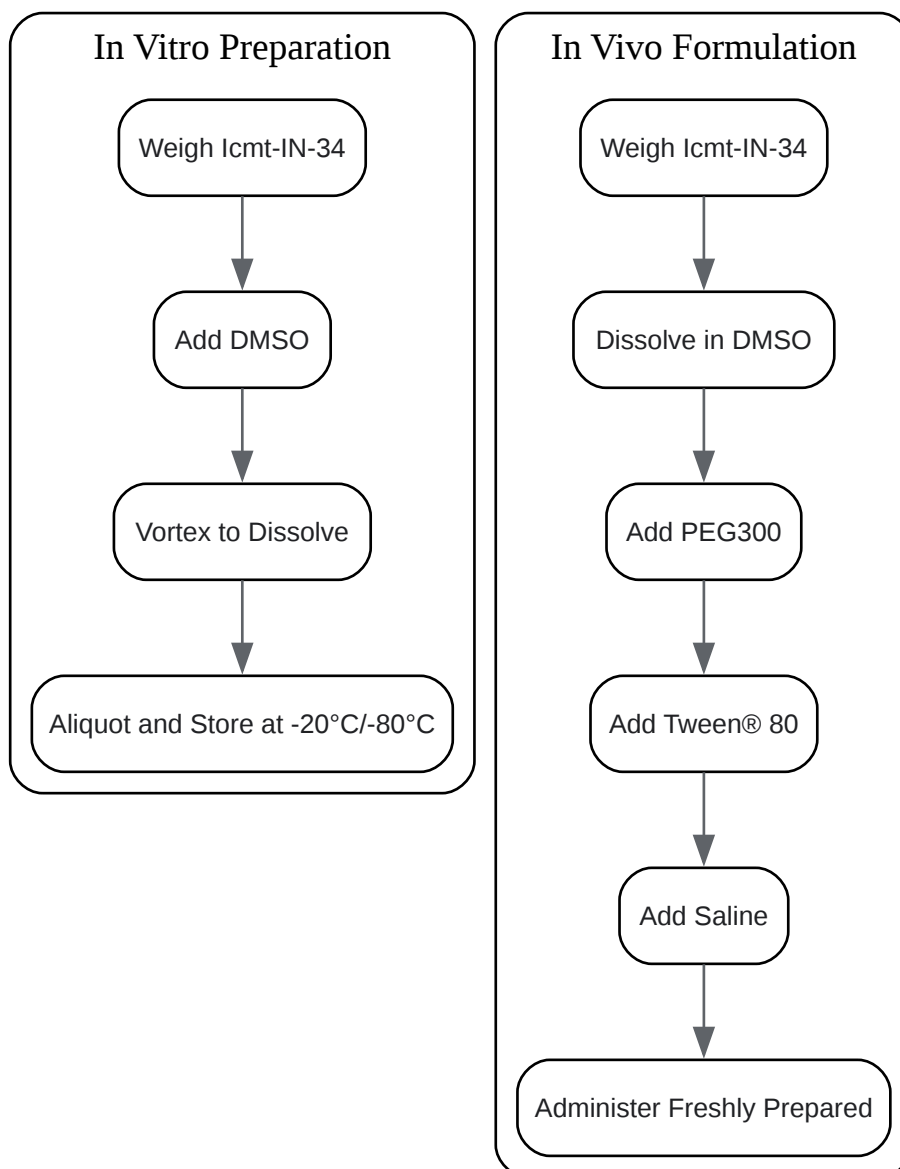 In Vitro Preparation
Weigh Icmt-IN-34
Add DMSO
Vortex to Dissolve
Aliquot and Store at -20°C/-80°C
In Vivo Formulation
Weigh Icmt-IN-34
Dissolve in DMSO
Add PEG300
Add Tween® 80
Add Saline
Administer Freshly Prepared